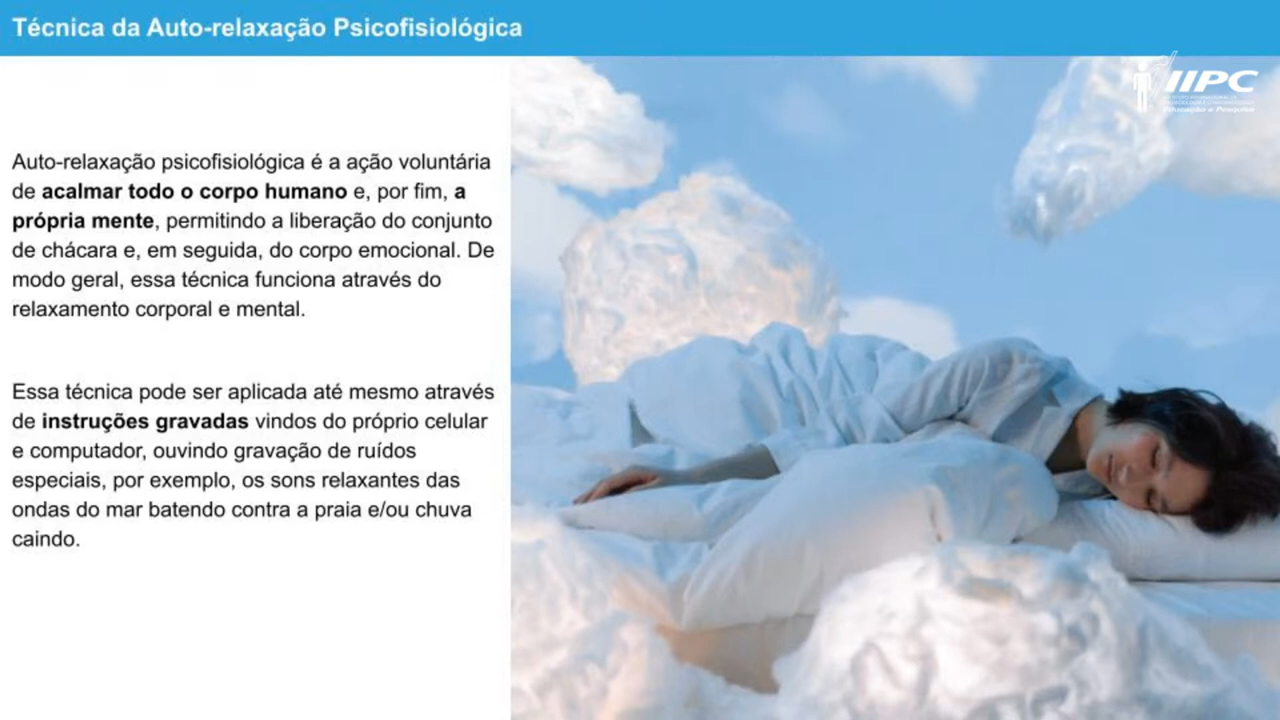 Técnica da Auto-relaxação Psicofisiológica
IIPC
Educação e Pesquisa
Auto-relaxação psicofisiológica é a ação voluntária
de acalmar todo o corpo humano e, por fim, a
própria mente, permitindo a liberação do conjunto
de chácara e, em seguida, do corpo emocional. De
modo geral, essa técnica funciona através do
relaxamento corporal e mental.
Essa técnica pode ser aplicada até mesmo através
de instruções gravadas vindos do próprio celular
e computador, ouvindo gravação de ruídos
especiais, por exemplo, os sons relaxantes das
ondas do mar batendo contra a praia e/ou chuva
caindo.